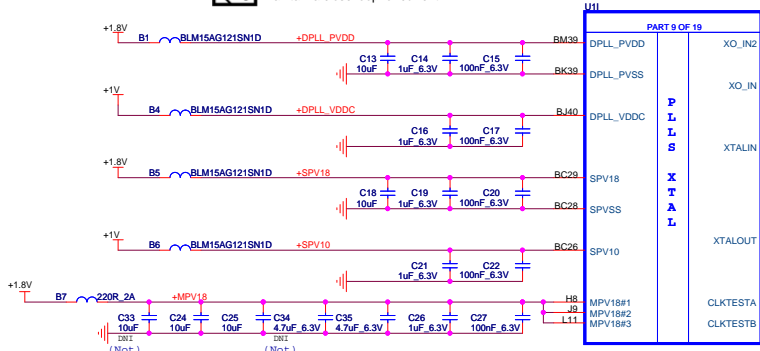 U1I
+1.8V
B1 BLM15AG121SN1D +DPLL_PVDD BM39 DPLL_PVDD
PART 9 OF 19
XO_IN2
C13 10uF
C14 1uF_6.3V
C15 100nF_6.3V
BK39 DPLL_PVSS
XO_IN
+1V
B4 BLM15AG121SN1D +DPLL_VDDC BJ40 DPLL_VDDC
PLLS XTAL
C16 1uF_6.3V
C17 100nF_6.3V
XTALIN
+1.8V
B5 BLM15AG121SN1D +SPV18 BC29 SPV18
C18 10uF
C19 1uF_6.3V
C20 100nF_6.3V
BC28 SPVSS
+1V
B6 BLM15AG121SN1D +SPV10 BC26 SPV10
XTALOUT
C21 1uF_6.3V
C22 100nF_6.3V
+1.8V
B7 220R_2A +MPV18 H8 MPV18#1
CLKTESTA
J9 MPV18#2
L11 MPV18#3
CLKTESTB
C33 10uF
C24 10uF
C25 10uF
C34 4.7uF_6.3V
C35 4.7uF_6.3V
C26 1uF_6.3V
C27 100nF_6.3V
DNI DNI
(Not) (Not)